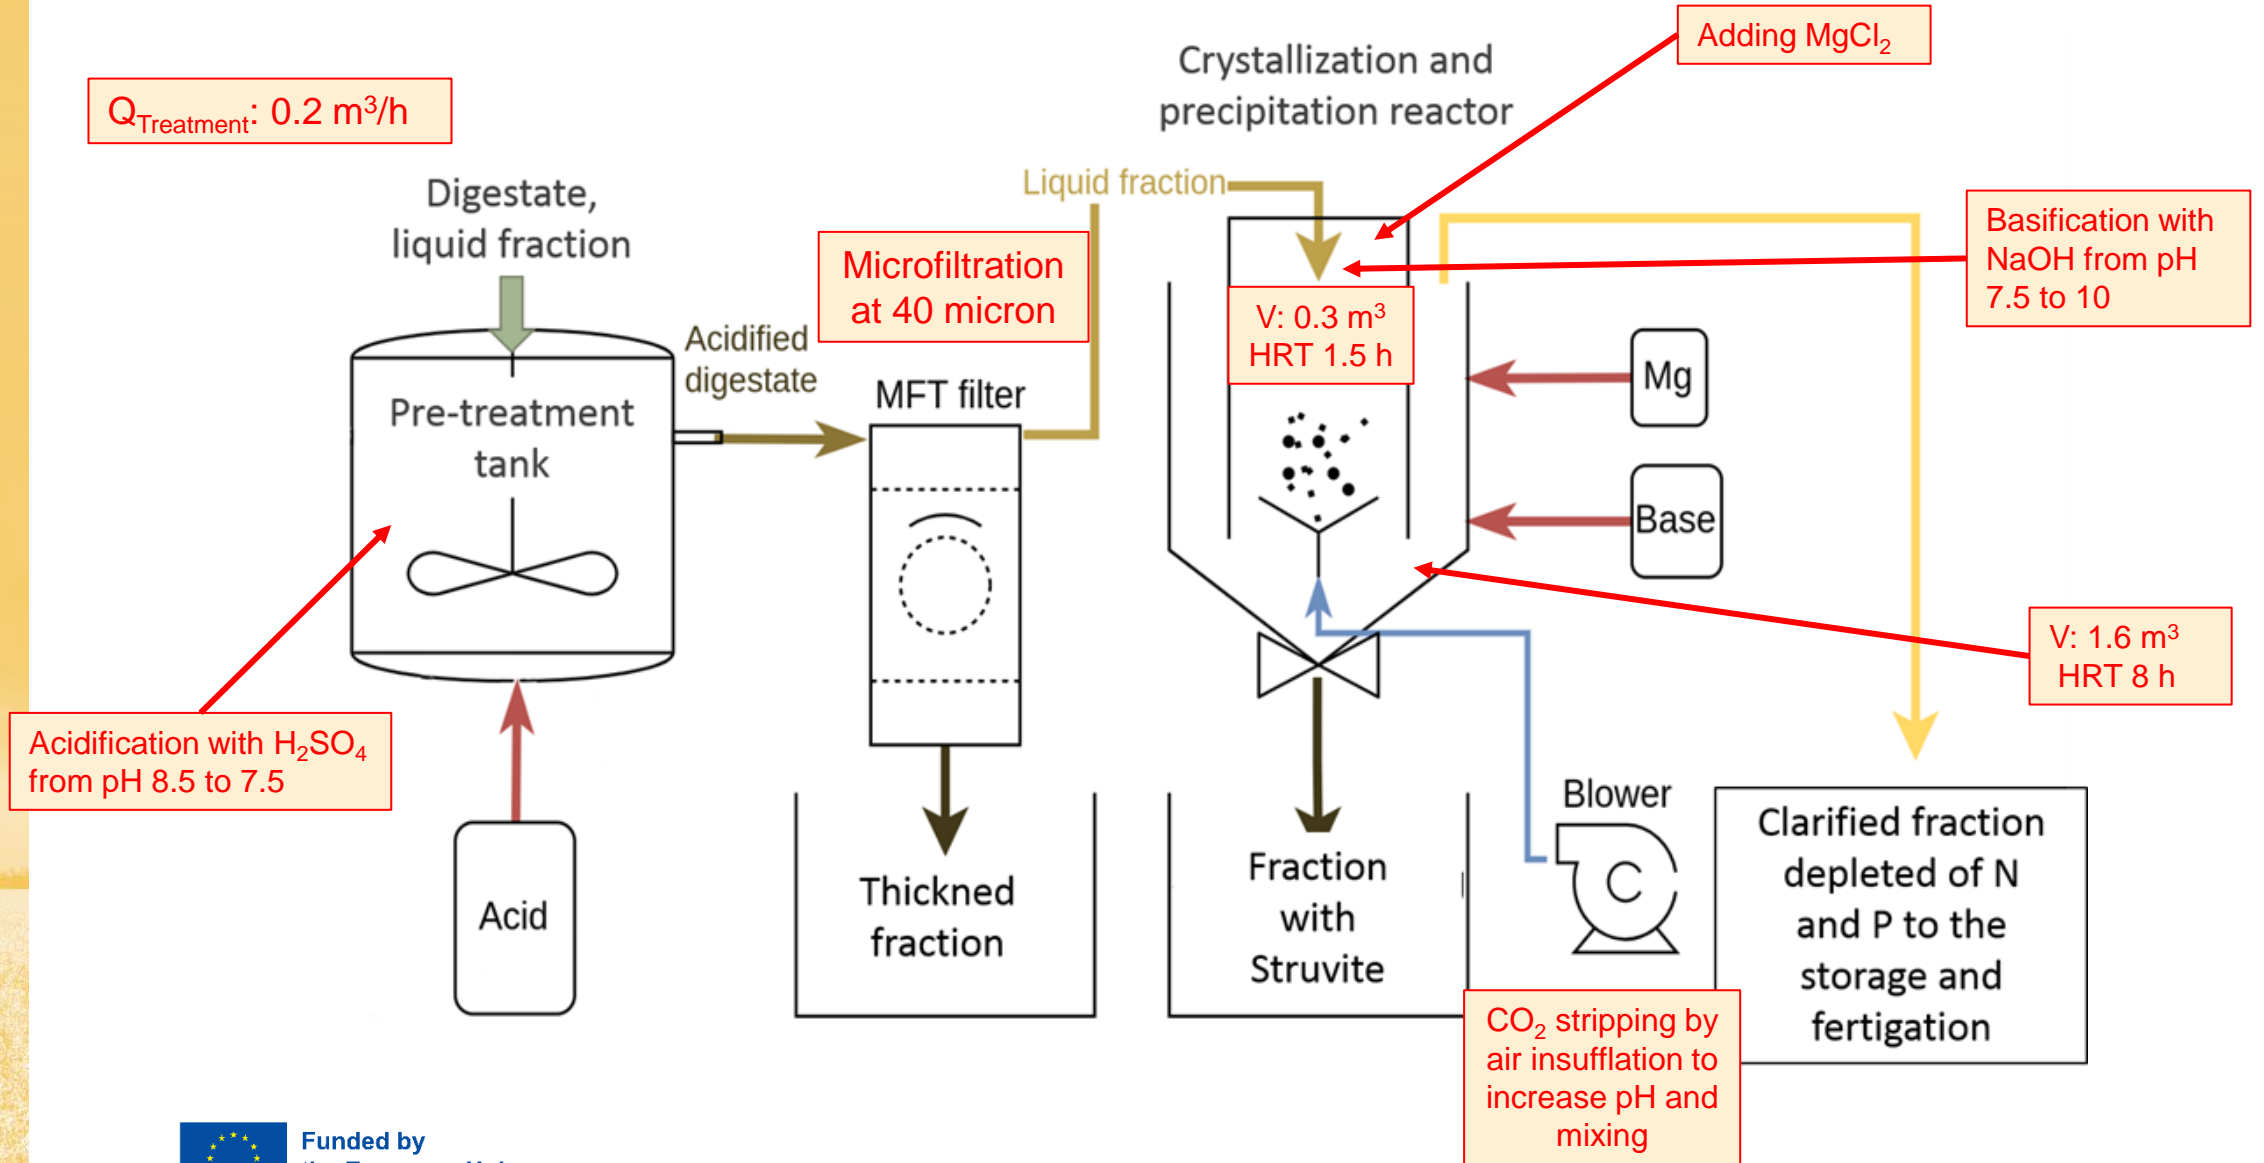 Adding MgCl₂
Crystallization and
precipitation reactor
Q_Treatment: 0.2 m³/h
Digestate,
liquid fraction
Liquid fraction
Basification with
NaOH from pH
7.5 to 10
Microfiltration
at 40 micron
V: 0.3 m³
HRT 1.5 h
Acidified
digestate
MFT filter
Mg
Pre-treatment
tank
Base
V: 1.6 m³
HRT 8 h
Acidification with H₂SO₄
from pH 8.5 to 7.5
Acid
Thickned
fraction
Fraction
with
Struvite
Blower
C
Clarified fraction
depleted of N
and P to the
storage and
fertigation
CO₂ stripping by
air insufflation to
increase pH and
mixing
Funded by